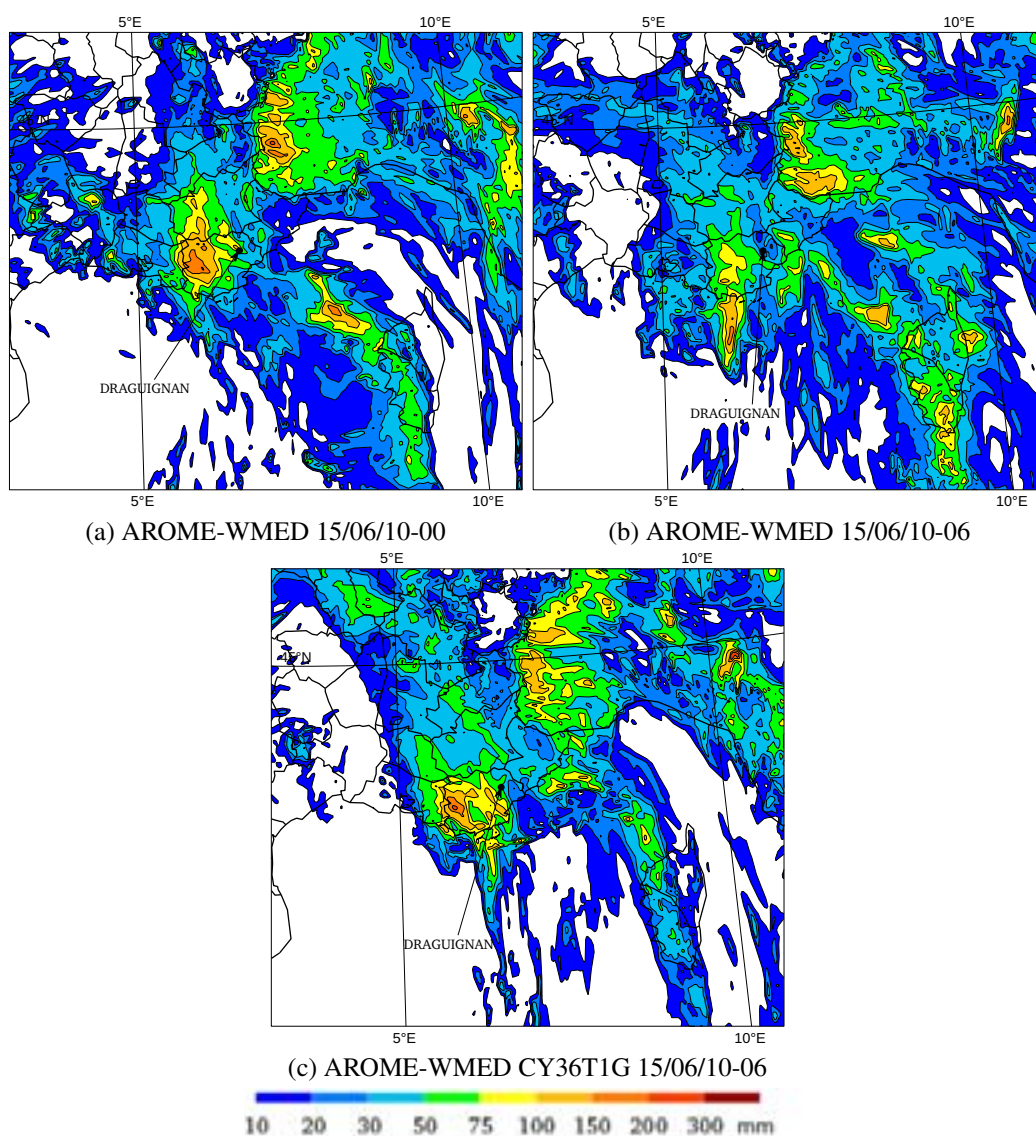 5°E 10°E 5°E 10°E
DRAGUIGNAN
DRAGUIGNAN
5°E 10°E 5°E 10°E
(a) AROME-WMED 15/06/10-00 (b) AROME-WMED 15/06/10-06
5°E 10°E
45°N
DRAGUIGNAN
5°E 10°E
(c) AROME-WMED CY36T1G 15/06/10-06
10 20 30 50 75 100 150 200 300 mm